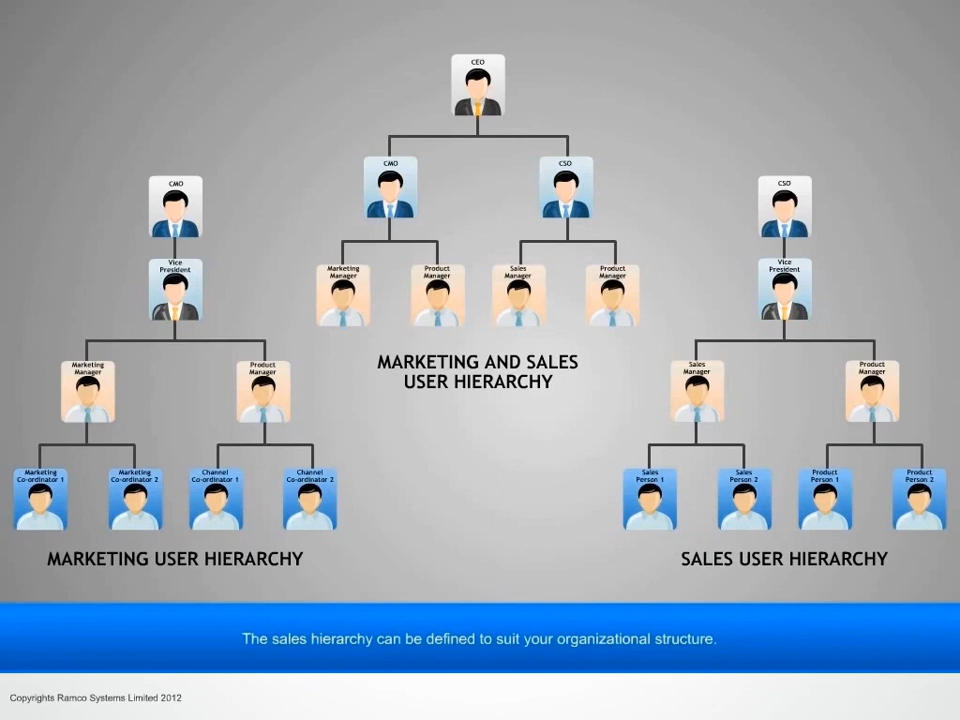 CEO
CMO
CSO
CMO
CSO
Vice
President
Vice
President
Marketing
Manager
Product
Manager
Sales
Manager
Product
Manager
MARKETING AND SALES
USER HIERARCHY
Marketing
Manager
Product
Manager
Sales
Manager
Product
Manager
Marketing
Co-ordinator 1
Marketing
Co-ordinator 2
Channel
Co-ordinator 1
Channel
Co-ordinator 2
Sales
Person 1
Sales
Person 2
Product
Person 1
Product
Person 2
MARKETING USER HIERARCHY
SALES USER HIERARCHY
The sales hierarchy can be defined to suit your organizational structure.
Copyrights Ramco Systems Limited 2012